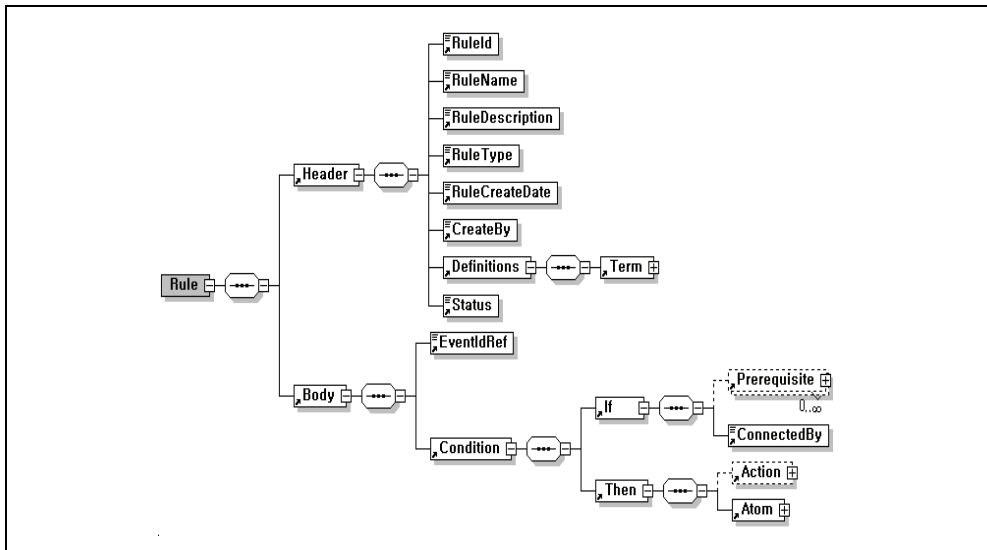 RuleId
RuleName
RuleDescription
RuleType
Header
RuleCreateDate
CreateBy
Definitions
Term
Rule
Status
EventIdRef
Body
Prerequisite
0..∞
If
ConnectedBy
Condition
Action
Then
Atom